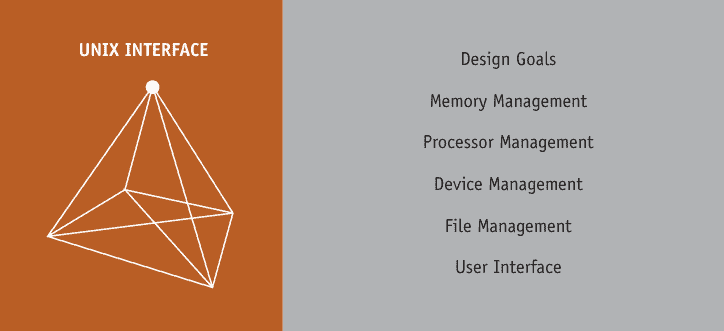 UNIX INTERFACE
Design Goals
Memory Management
Processor Management
Device Management
File Management
User Interface